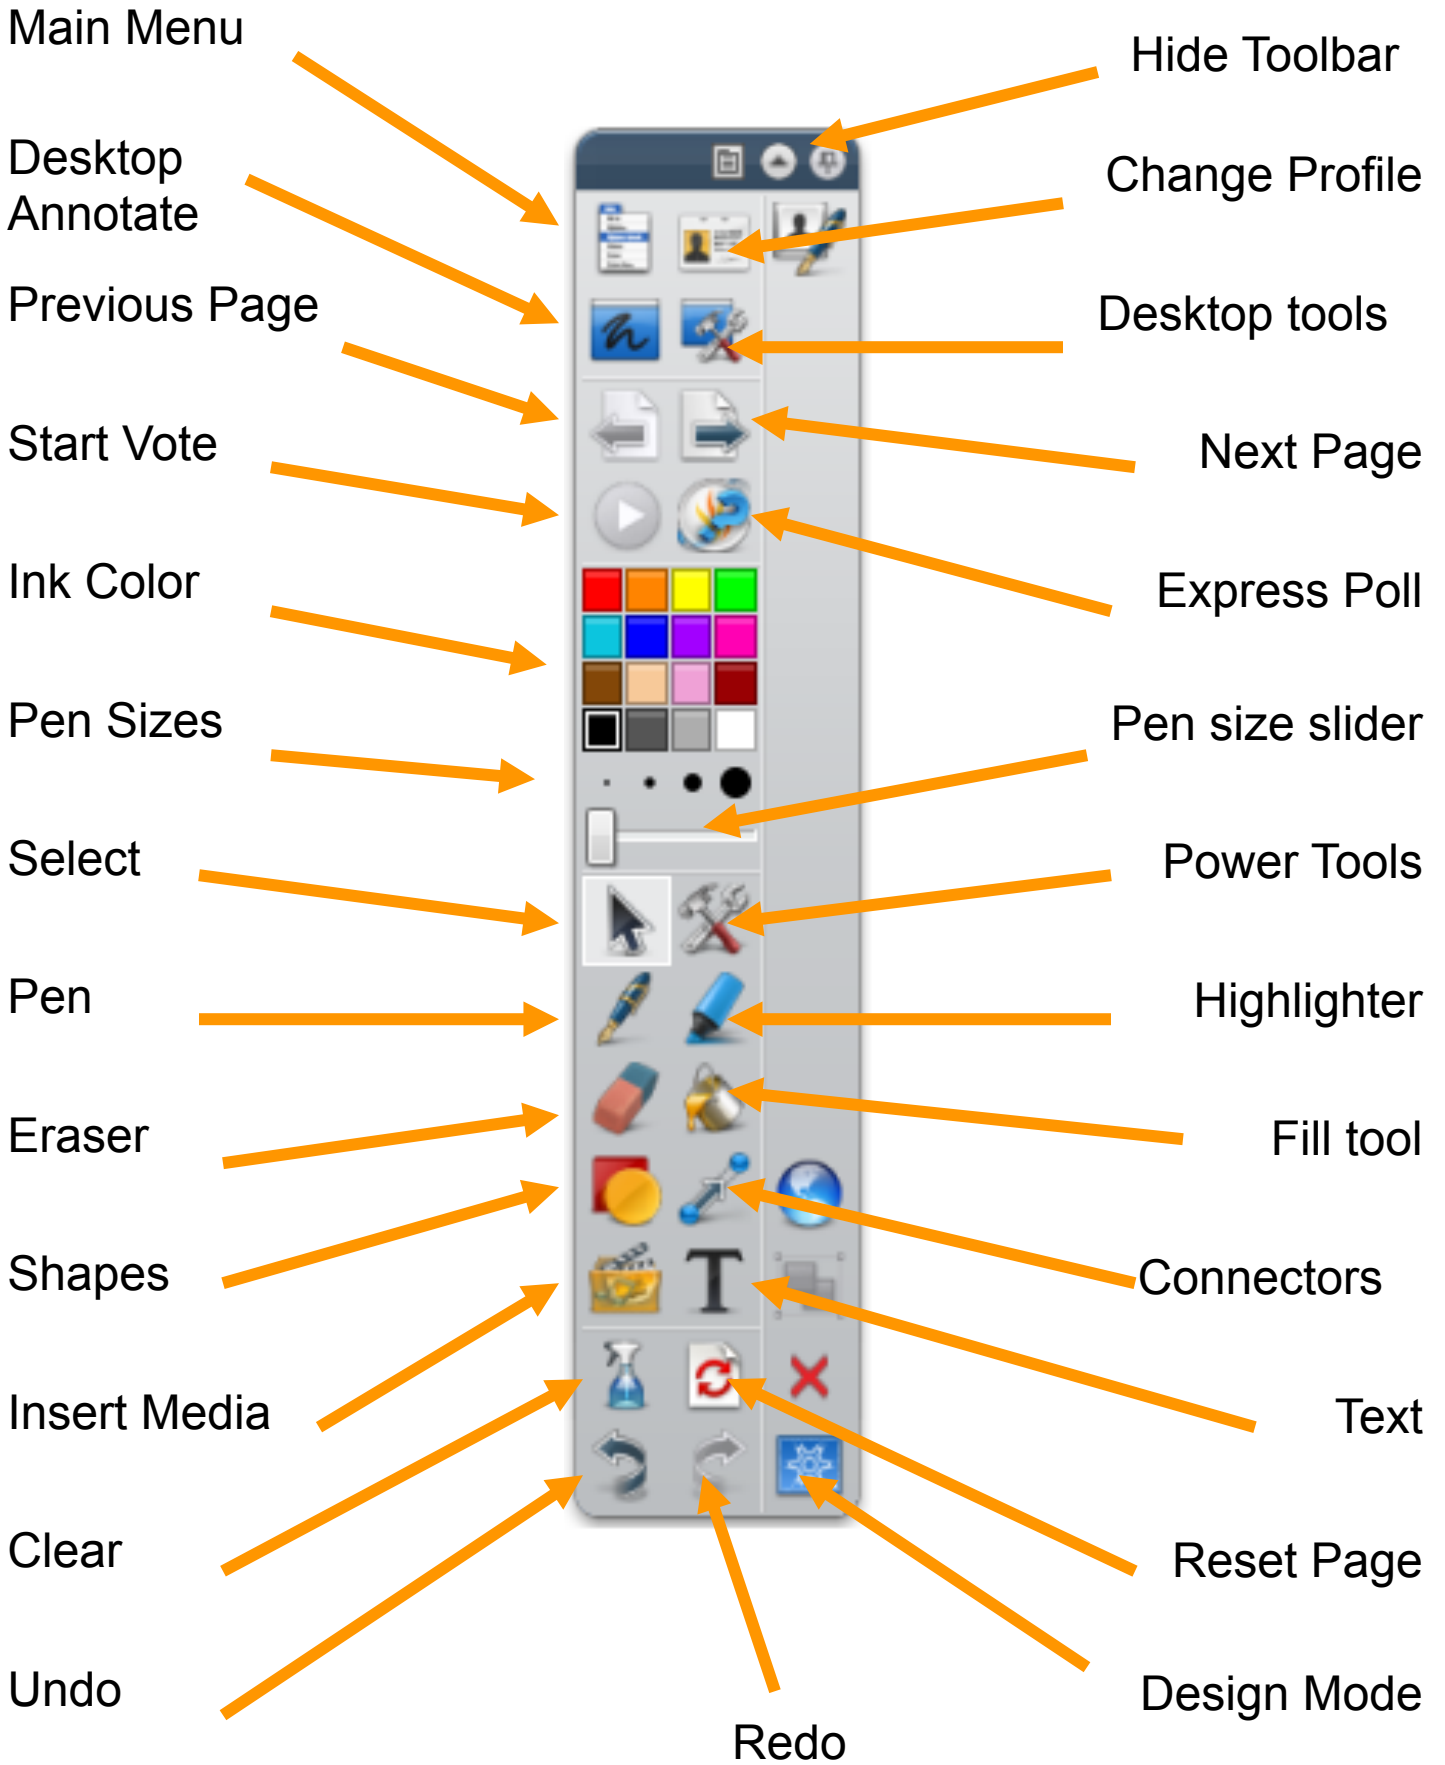 Main Menu
Hide Toolbar
Desktop
Annotate
Change Profile
Previous Page
Desktop tools
Start Vote
Next Page
Ink Color
Express Poll
Pen Sizes
Pen size slider
Select
Power Tools
Pen
Highlighter
Eraser
Fill tool
Shapes
Connectors
T
Insert Media
Text
Clear
Reset Page
Undo
Design Mode
Redo